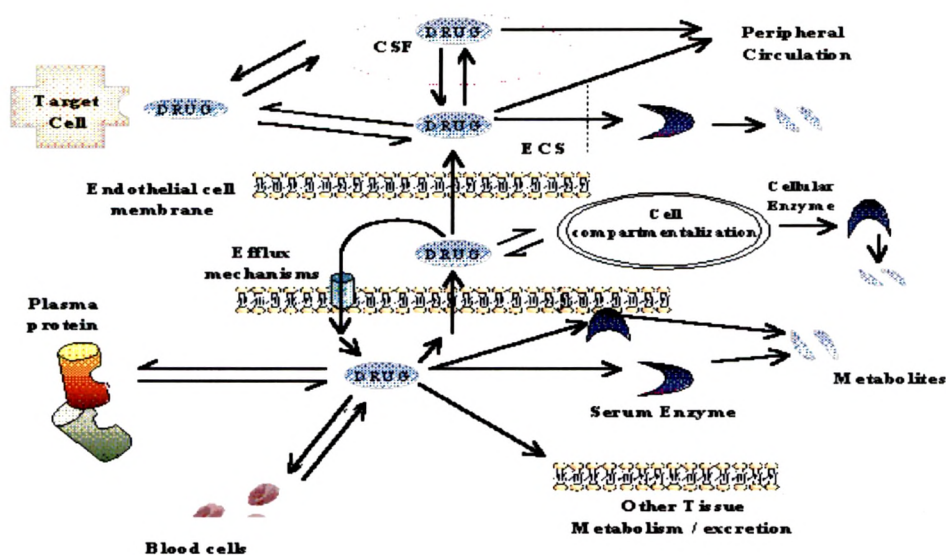 CSF
DRUG
Peripheral
Circulation
Target
Cell
DRUG
DRUG
ECS
Endothelial cell
membrane
Cellular
Enzyme
Cell
compartmentalization
DRUG
Efflux
mechanisms
Plasma
protein
DRUG
Metabolites
Serum Enzyme
Other Tissue
Metabolism / excretion
Blood cells